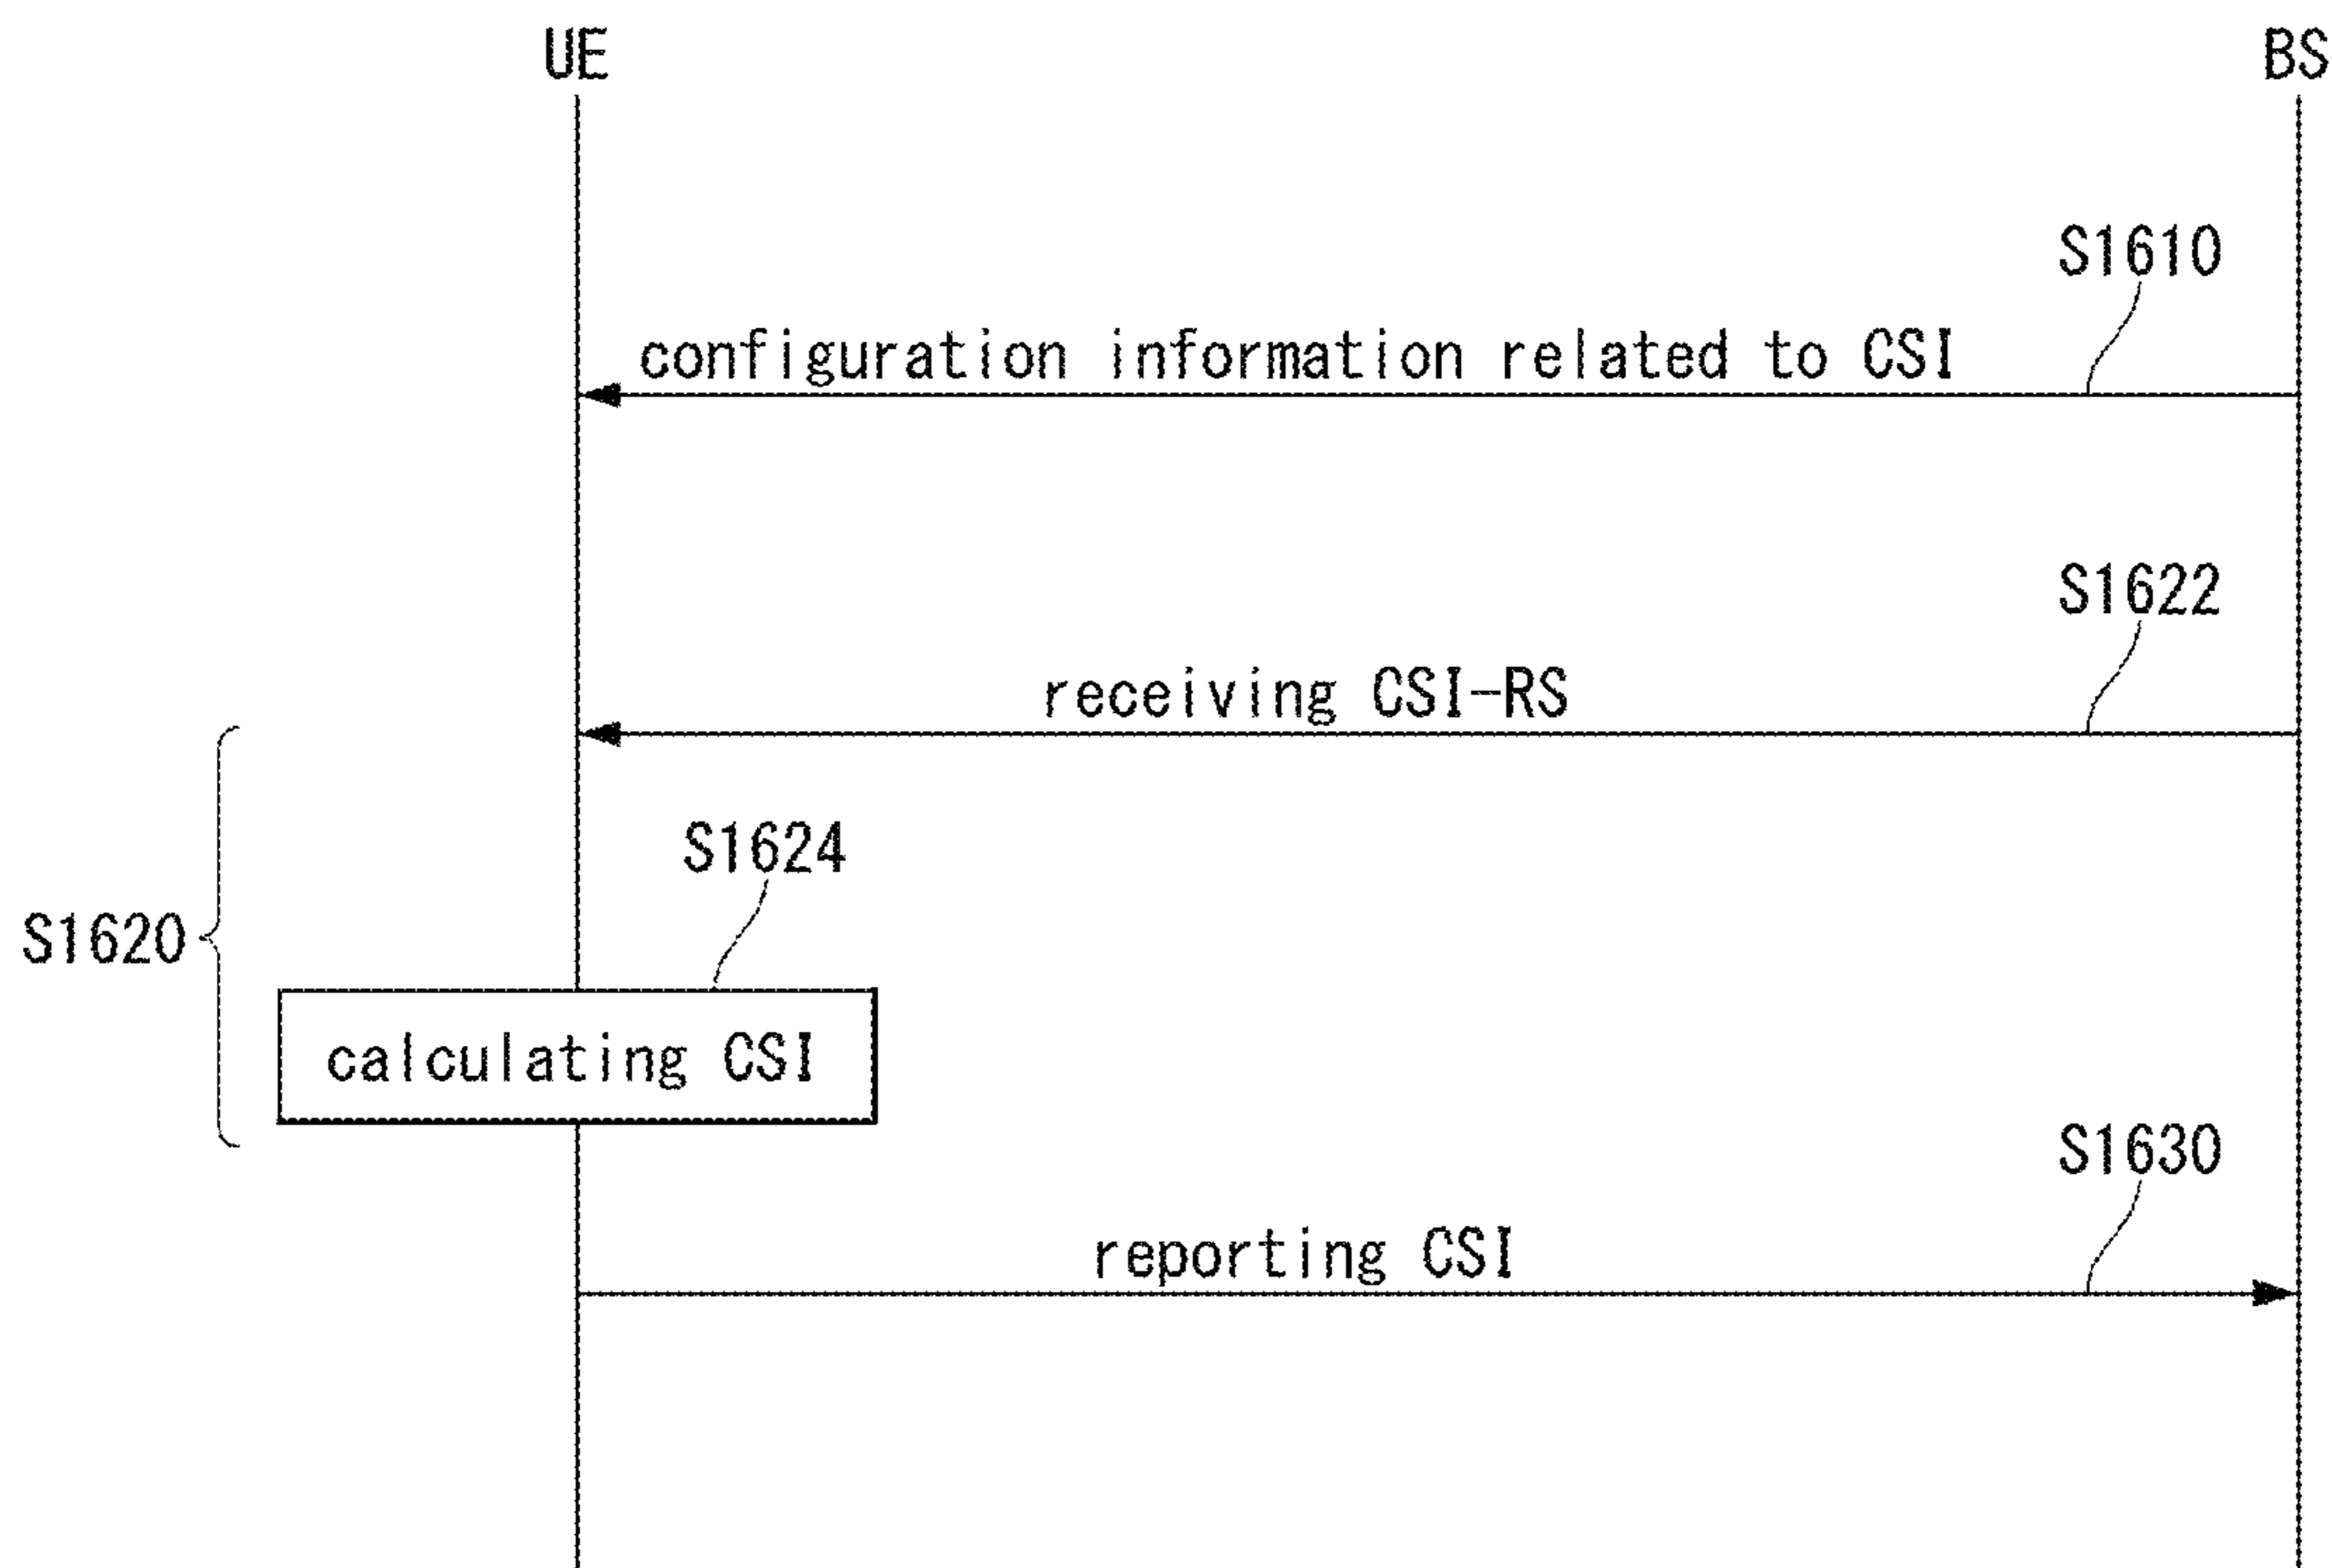 UE
BS
S1610
configuration information related to CSI
S1622
receiving CSI-RS
S1624
S1620
calculating CSI
S1630
reporting CSI